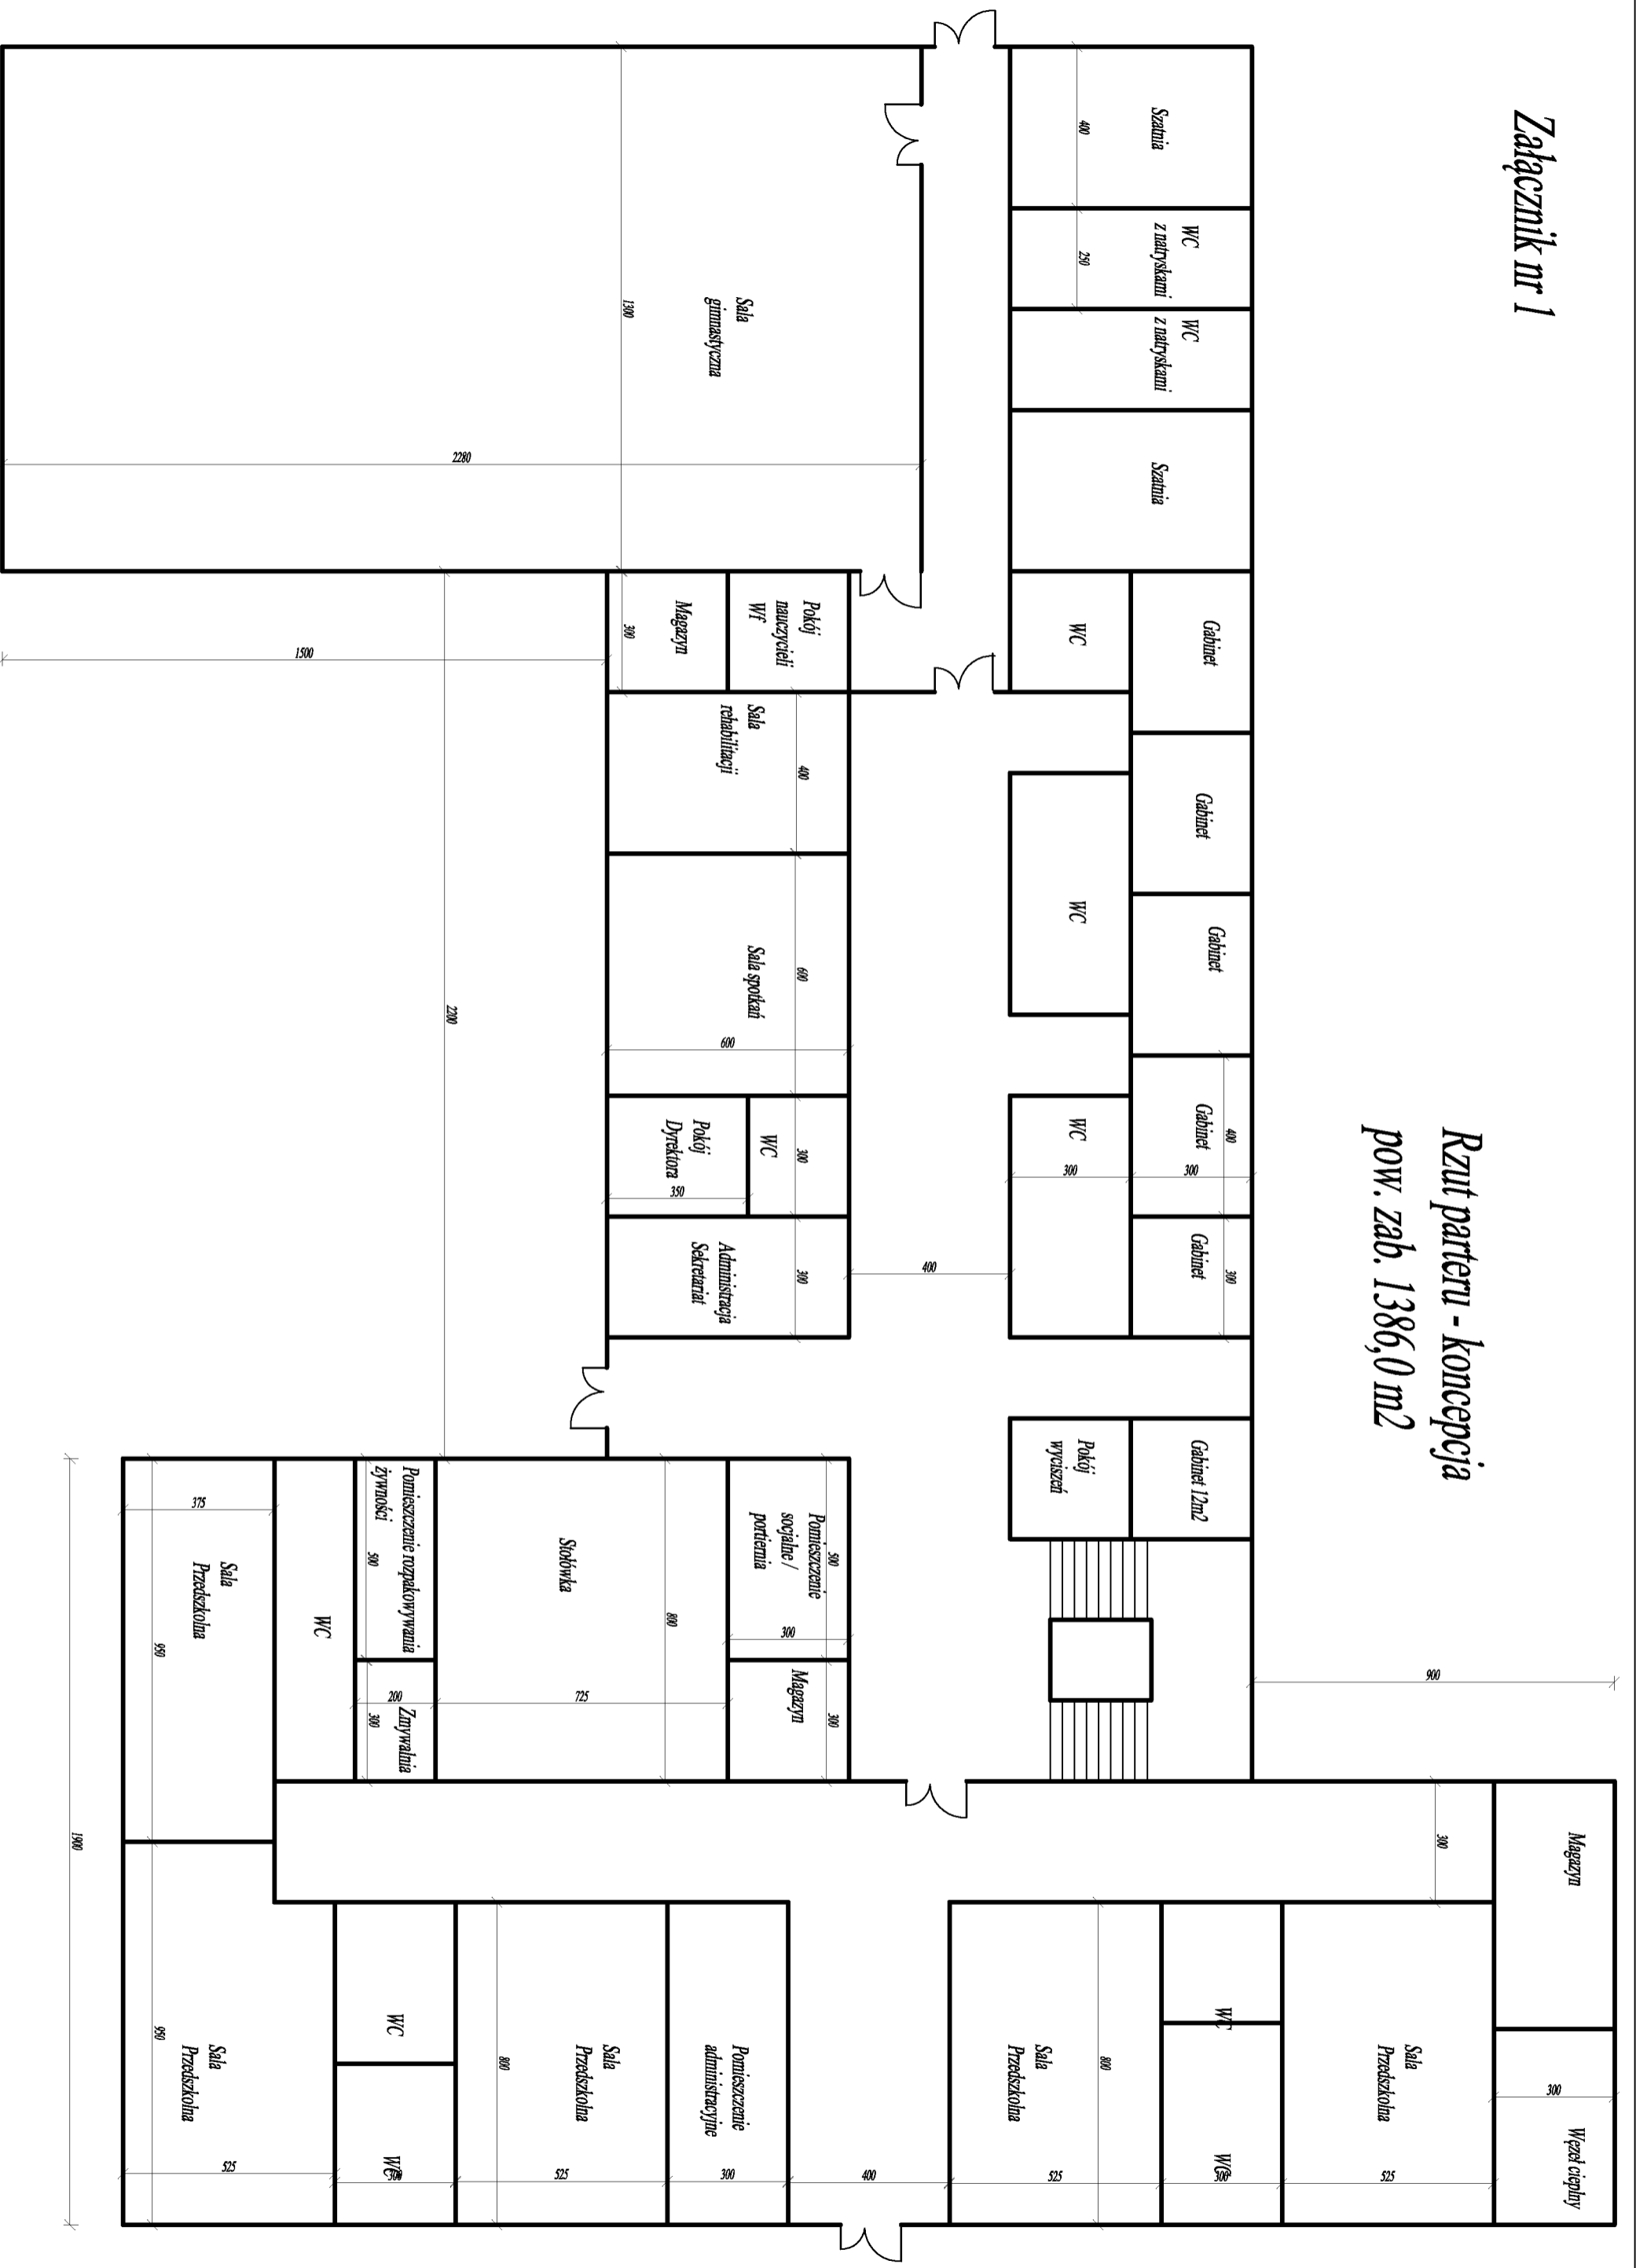 Załącznik nr 1
Rzut parteru - koncepcja
pow. zab. 1386,0 m2
900
Magazyn
Węzeł cieplny
300
300
Szatnia
400
WC
z natryskami
250
WC
z natryskami
Szatnia
Gabinet
WC
Gabinet
WC
Gabinet
Gabinet
400
WC
300
300
Gabinet
300
Gabinet 12m2
Pokój
wyciszeń
Sala
Przedszkolna
525
WC
WC
300
Sala
Przedszkolna
800
525
400
400
Sala
gimnastyczna
1300
2280
Pokój
nauczycieli
Wf
Magazyn
300
Sala
rehabilitacji
400
Sala spotkań
600
600
WC
300
Pokój
Dyrektora
350
Administracja
Sekretariat
300
1500
2200
Pomieszczenie
socjalne /
portiernia
500
300
Magazyn
300
Stołówka
800
725
Pomieszczenie rozpakowywania
żywności
500
Zmywalnia
200
300
WC
Sala
Przedszkolna
375
950
Pomieszczenie
administracyjne
300
Sala
Przedszkolna
800
525
WC
WC
300
Sala
Przedszkolna
525
950
1900